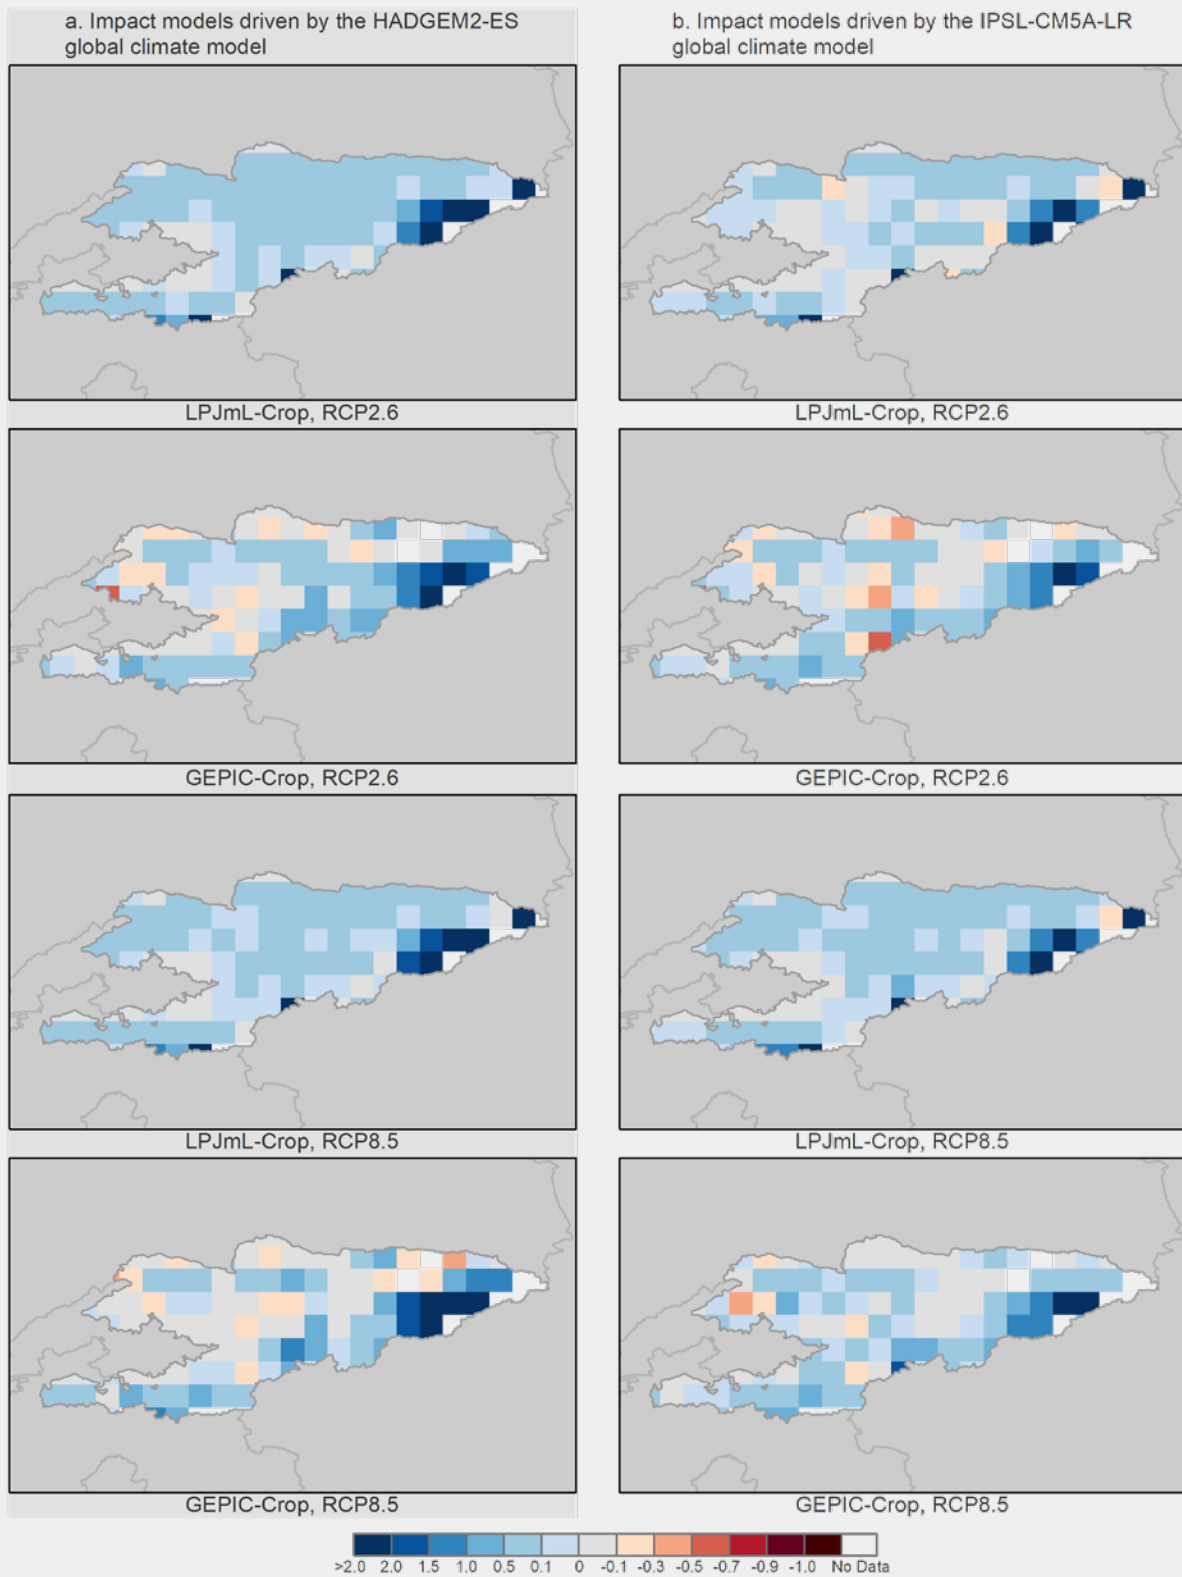 a. Impact models driven by the HADGEM2-ES
global climate model
b. Impact models driven by the IPSL-CM5A-LR
global climate model
LPJmL-Crop, RCP2.6
LPJmL-Crop, RCP2.6
GEPIC-Crop, RCP2.6
GEPIC-Crop, RCP2.6
LPJmL-Crop, RCP8.5
LPJmL-Crop, RCP8.5
GEPIC-Crop, RCP8.5
GEPIC-Crop, RCP8.5
>2.0 2.0 1.5 1.0 0.5 0.1 0 -0.1 -0.3 -0.5 -0.7 -0.9 -1.0 No Data